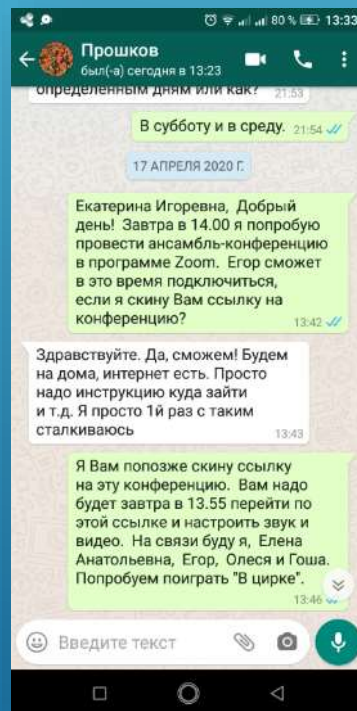 80 % 13:33
Прошков
был(-а) сегодня в 13:23
определенным дням или как? 21:53
В субботу и в среду. 21:54
17 АПРЕЛЯ 2020 Г.
Екатерина Игоревна, Добрый
день! Завтра в 14.00 я попробую
провести ансамбль-конференцию
в программе Zoom. Егор сможет
в это время подключиться,
если я скину Вам ссылку на
конференцию? 13:42
Здравствуйте. Да, сможем! Будем
на дома, интернет есть. Просто
надо инструкцию куда зайти
и т.д. Я просто 1й раз с таким
сталкиваюсь 13:43
Я Вам попозже скину ссылку
на эту конференцию. Вам надо
будет завтра в 13.55 перейти по
этой ссылке и настроить звук и
видео. На связи буду я, Елена
Анатольевна, Егор, Олеся и Гоша.
Попробуем поиграть "В цирке".
13:46
Введите текст